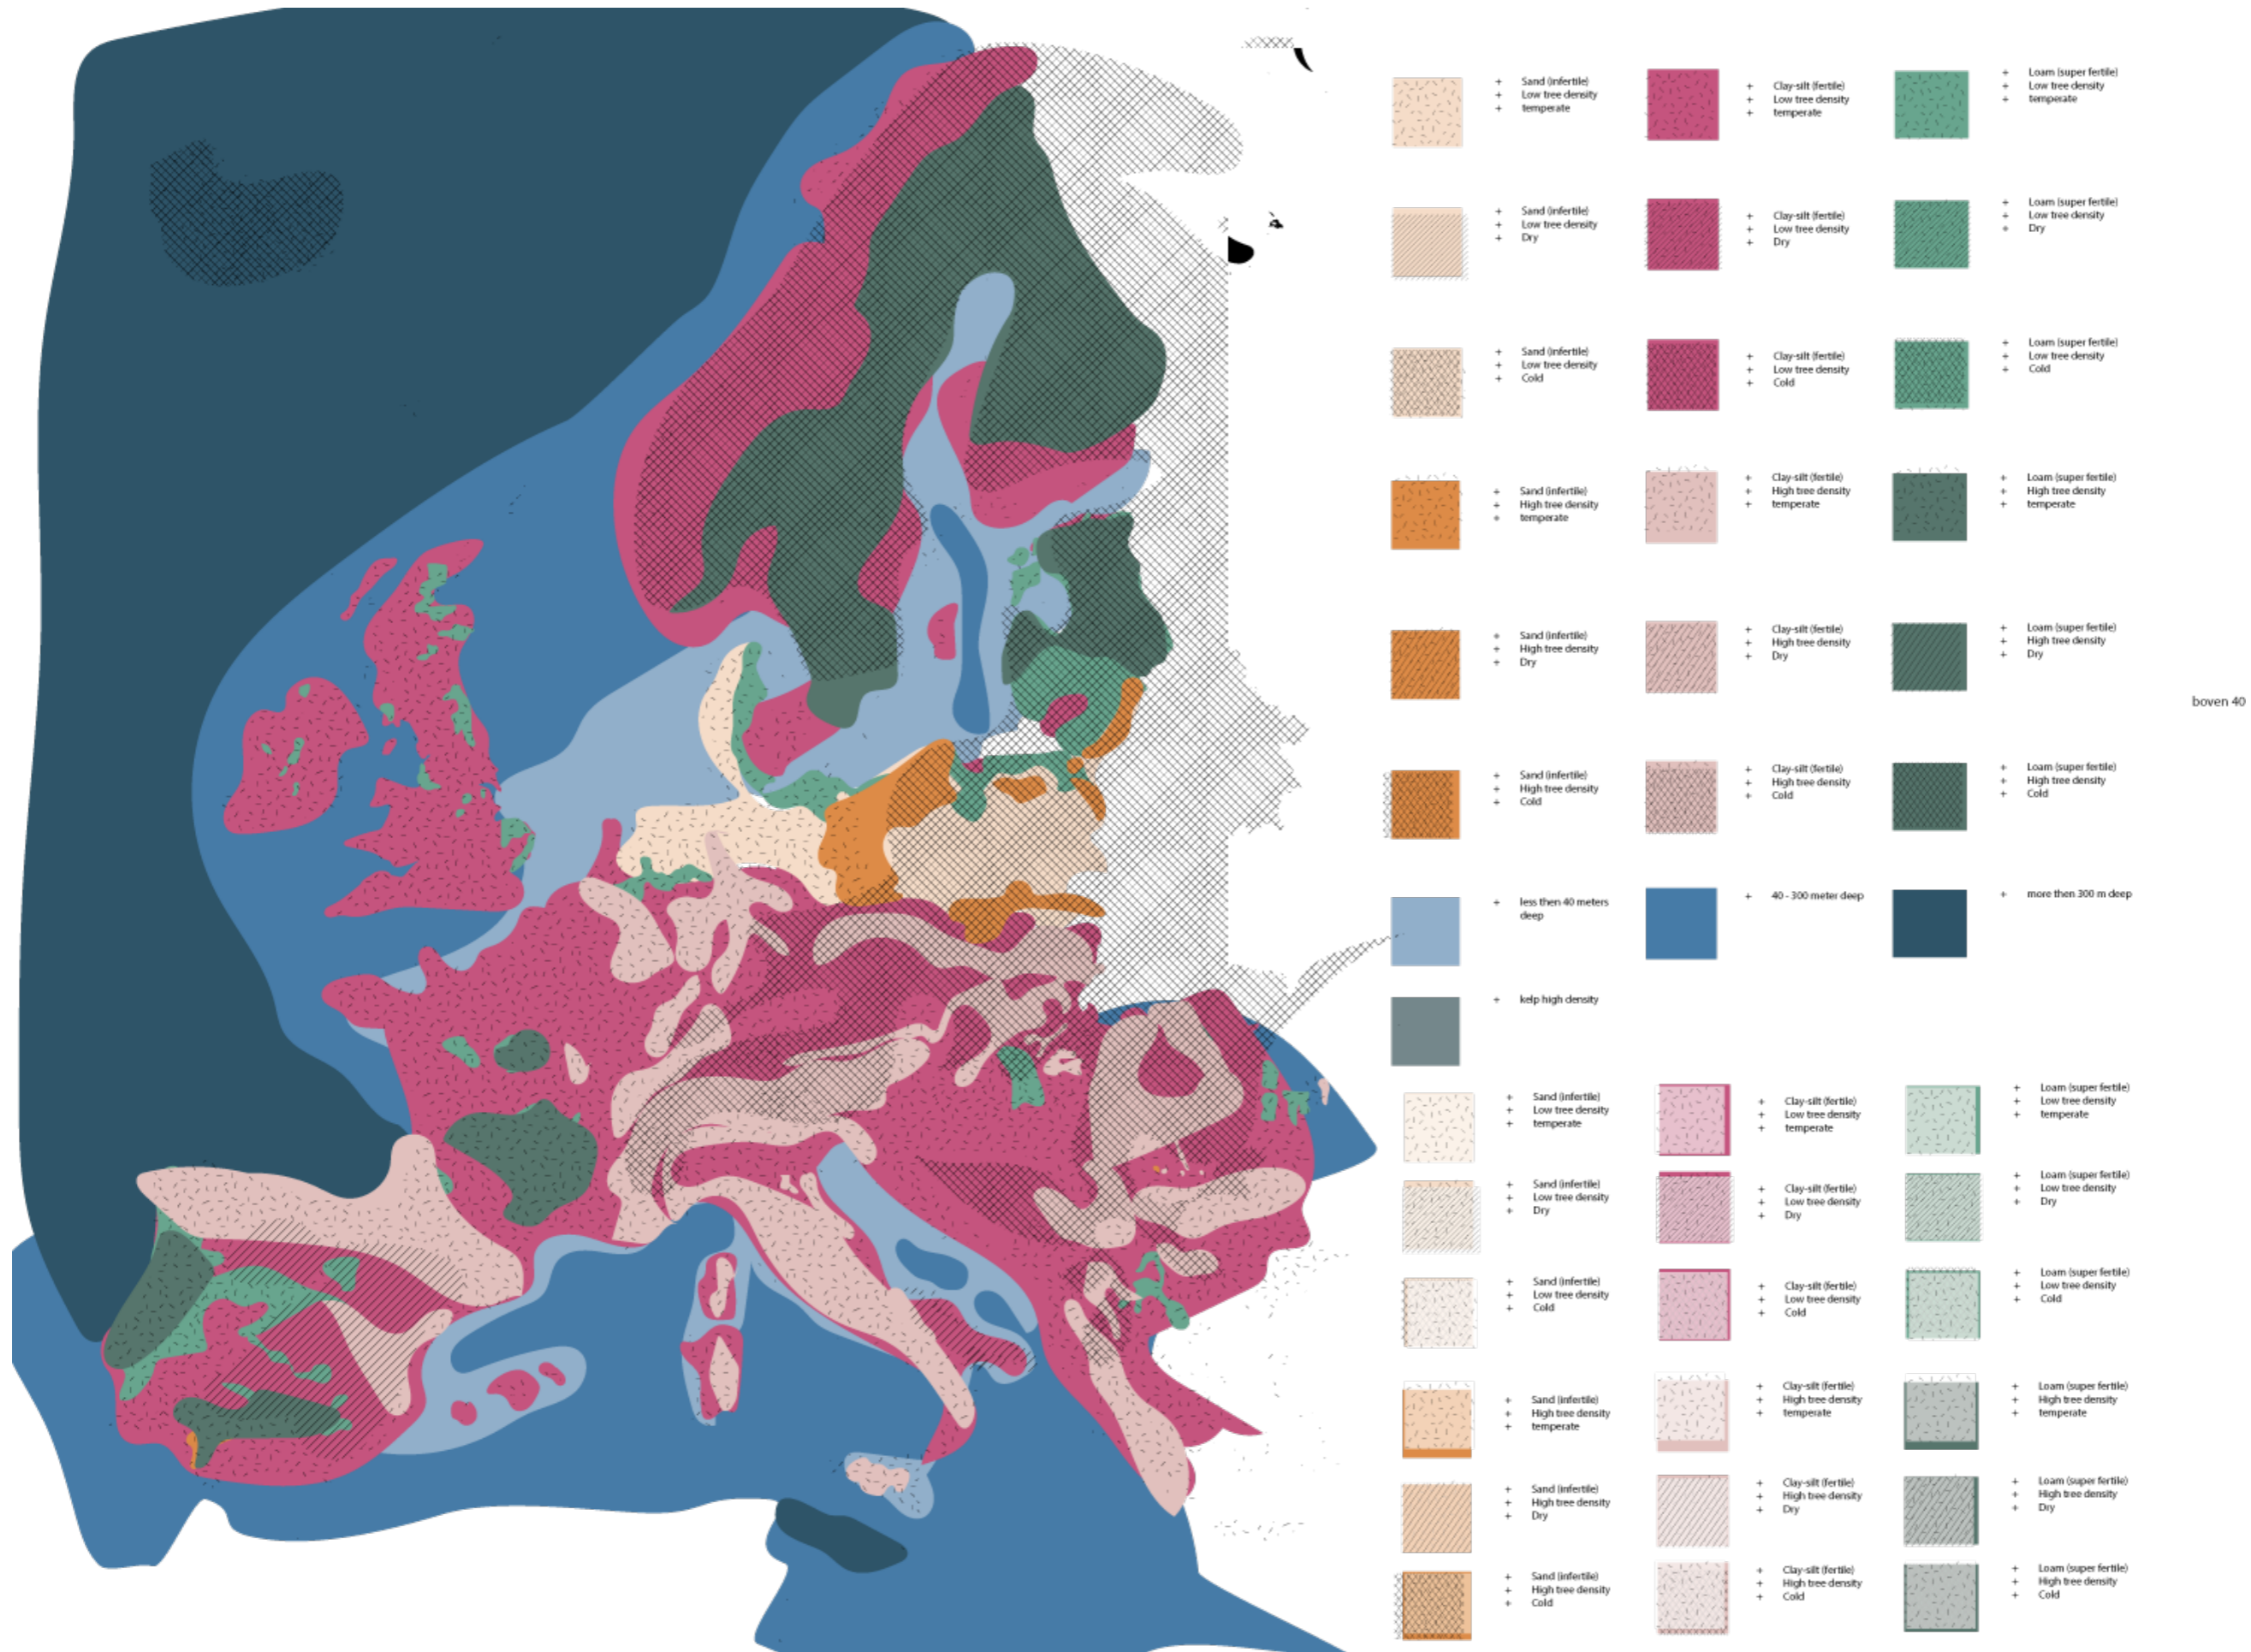 + Sand (infertile)
+ Low tree density
+ temperate
+ Clay-silt (fertile)
+ Low tree density
+ temperate
+ Loam (super fertile)
+ Low tree density
+ temperate
+ Sand (infertile)
+ Low tree density
+ Dry
+ Clay-silt (fertile)
+ Low tree density
+ Dry
+ Loam (super fertile)
+ Low tree density
+ Dry
+ Sand (infertile)
+ Low tree density
+ Cold
+ Clay-silt (fertile)
+ Low tree density
+ Cold
+ Loam (super fertile)
+ Low tree density
+ Cold
+ Sand (infertile)
+ High tree density
+ temperate
+ Clay-silt (fertile)
+ High tree density
+ temperate
+ Loam (super fertile)
+ High tree density
+ temperate
+ Sand (infertile)
+ High tree density
+ Dry
+ Clay-silt (fertile)
+ High tree density
+ Dry
+ Loam (super fertile)
+ High tree density
+ Dry
boven 40
+ Sand (infertile)
+ High tree density
+ Cold
+ Clay-silt (fertile)
+ High tree density
+ Cold
+ Loam (super fertile)
+ High tree density
+ Cold
+ less then 40 meters
deep
+ 40 - 300 meter deep
+ more then 300 m deep
+ kelp high density
+ Sand (infertile)
+ Low tree density
+ temperate
+ Clay-silt (fertile)
+ Low tree density
+ temperate
+ Loam (super fertile)
+ Low tree density
+ temperate
+ Sand (infertile)
+ Low tree density
+ Dry
+ Clay-silt (fertile)
+ Low tree density
+ Dry
+ Loam (super fertile)
+ Low tree density
+ Dry
+ Sand (infertile)
+ Low tree density
+ Cold
+ Clay-silt (fertile)
+ Low tree density
+ Cold
+ Loam (super fertile)
+ Low tree density
+ Cold
+ Sand (infertile)
+ High tree density
+ temperate
+ Clay-silt (fertile)
+ High tree density
+ temperate
+ Loam (super fertile)
+ High tree density
+ temperate
+ Sand (infertile)
+ High tree density
+ Dry
+ Clay-silt (fertile)
+ High tree density
+ Dry
+ Loam (super fertile)
+ High tree density
+ Dry
+ Sand (infertile)
+ High tree density
+ Cold
+ Clay-silt (fertile)
+ High tree density
+ Cold
+ Loam (super fertile)
+ High tree density
+ Cold